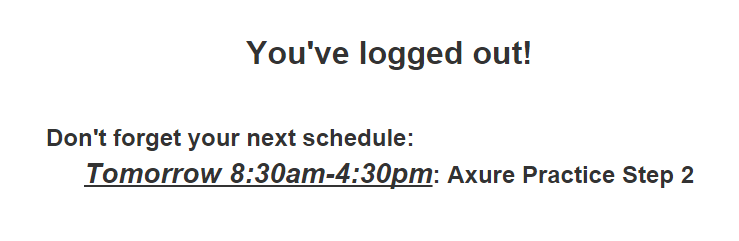 You've logged out!
Don't forget your next schedule:
Tomorrow 8:30am-4:30pm: Axure Practice Step 2